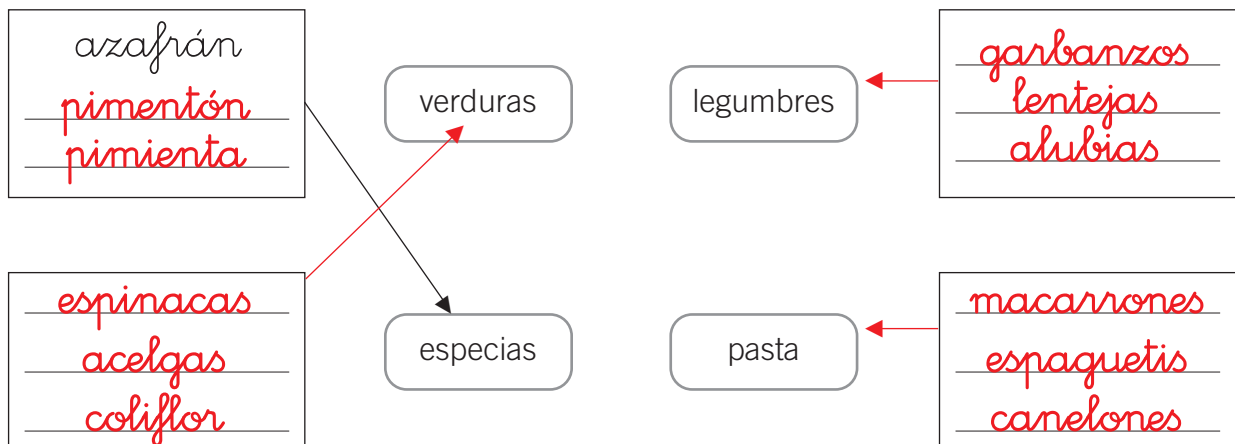 azafrán
pimentón
pimienta
verduras
legumbres
garbanzos
lentejas
alubias
espinacas
acelgas
coliflor
especias
pasta
macarrones
espaguetis
canelones